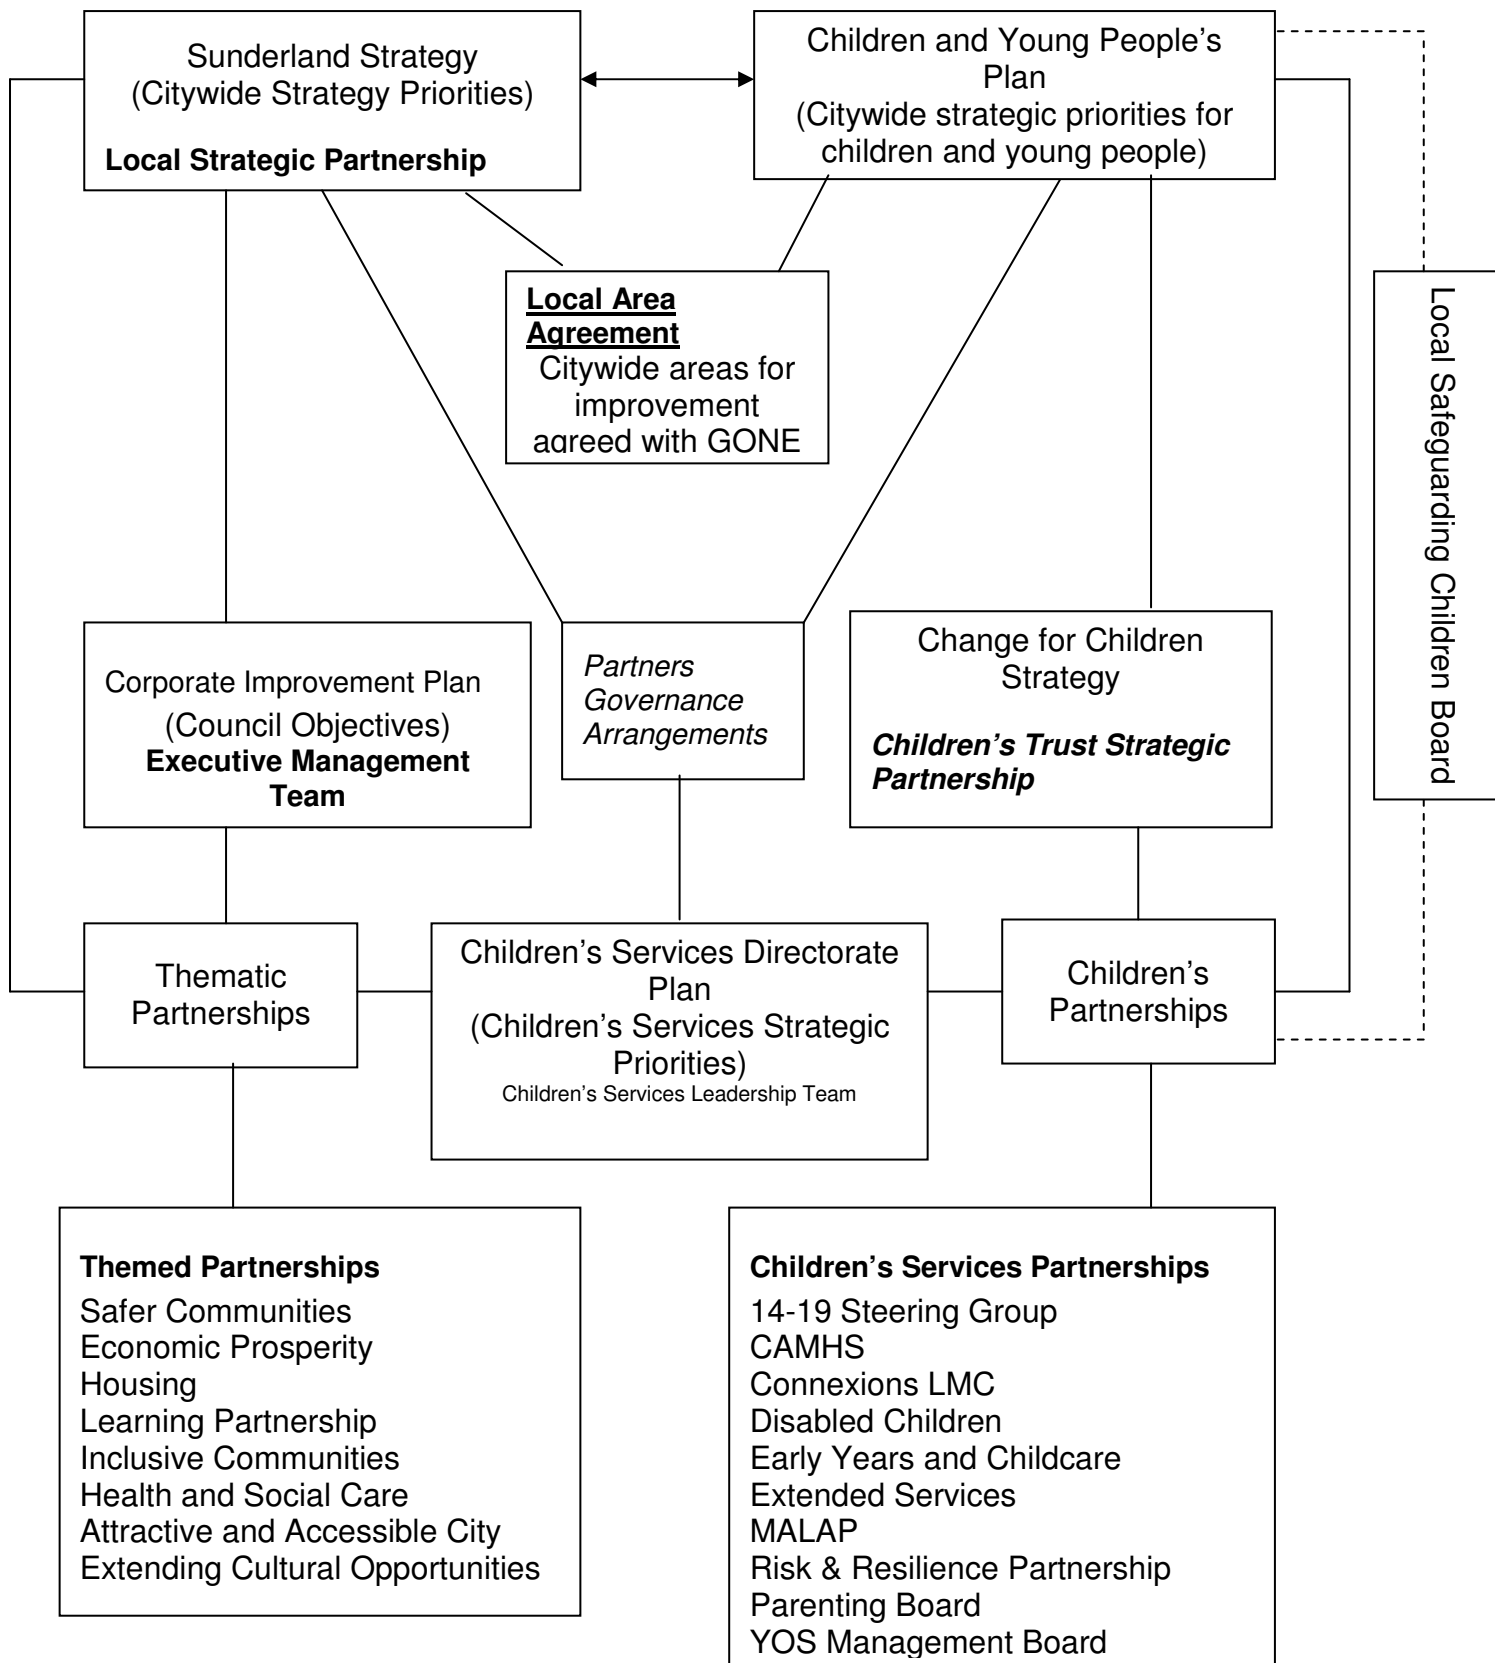 Sunderland Strategy
(Citywide Strategy Priorities)
Local Strategic Partnership
Children and Young People’s
Plan
(Citywide strategic priorities for
children and young people)
Local Area
Agreement
Citywide areas for
improvement
agreed with GONE
Local Safeguarding Children Board
Corporate Improvement Plan
(Council Objectives)
Executive Management
Team
Partners
Governance
Arrangements
Change for Children
Strategy
Children’s Trust Strategic
Partnership
Thematic
Partnerships
Children’s Services Directorate
Plan
(Children’s Services Strategic
Priorities)
Children’s Services Leadership Team
Children’s
Partnerships
Themed Partnerships
Safer Communities
Economic Prosperity
Housing
Learning Partnership
Inclusive Communities
Health and Social Care
Attractive and Accessible City
Extending Cultural Opportunities
Children’s Services Partnerships
14-19 Steering Group
CAMHS
Connexions LMC
Disabled Children
Early Years and Childcare
Extended Services
MALAP
Risk & Resilience Partnership
Parenting Board
YOS Management Board